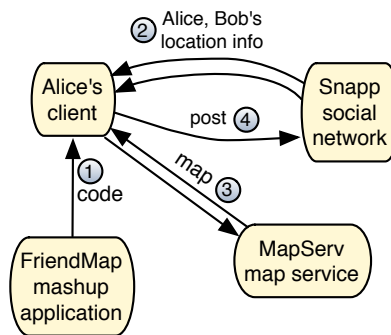 ② Alice, Bob's
location info
Alice's
client
Snapp
social
network
post ④
map ③
①
code
FriendMap
mashup
application
MapServ
map service